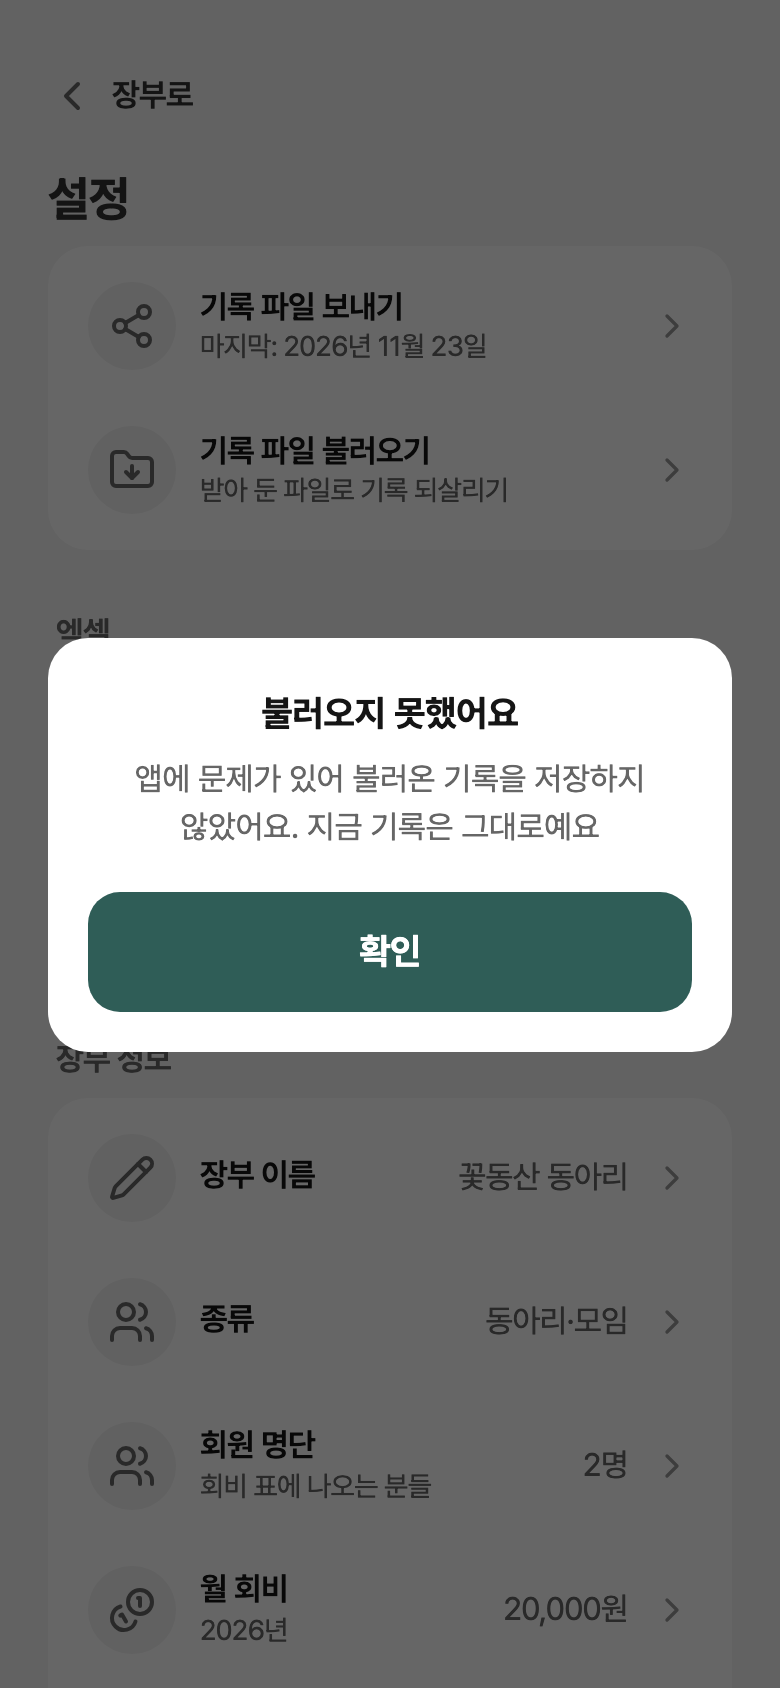 장부로
설정
기록 파일 보내기
마지막: 2026년 11월 23일
기록 파일 불러오기
받아 둔 파일로 기록 되살리기
엑셀
불러오지 못했어요
앱에 문제가 있어 불러온 기록을 저장하지
않았어요. 지금 기록은 그대로예요
확인
장부 정보
장부 이름
꽃동산 동아리
종류
동아리·모임
회원 명단
회비 표에 나오는 분들
2명
월 회비
2026년
20,000원